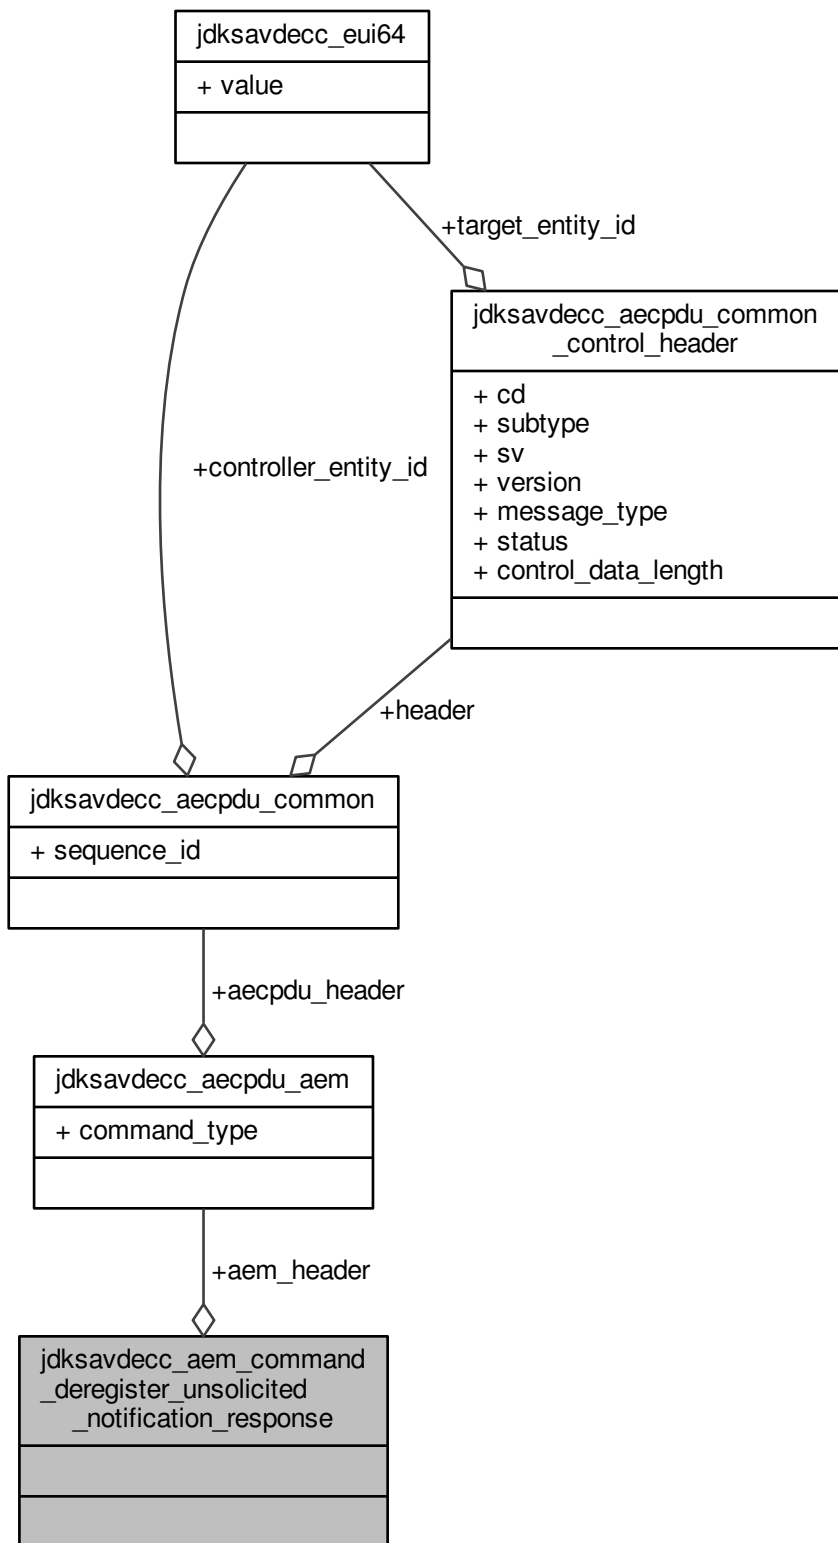 jdksavdecc_eui64
+ value
+target_entity_id
jdksavdecc_aecpdu_common
_control_header
+ cd
+ subtype
+ sv
+ version
+ message_type
+ status
+ control_data_length
+controller_entity_id
+header
jdksavdecc_aecpdu_common
+ sequence_id
+aecpdu_header
jdksavdecc_aecpdu_aem
+ command_type
+aem_header
jdksavdecc_aem_command
_deregister_unsolicited
_notification_response